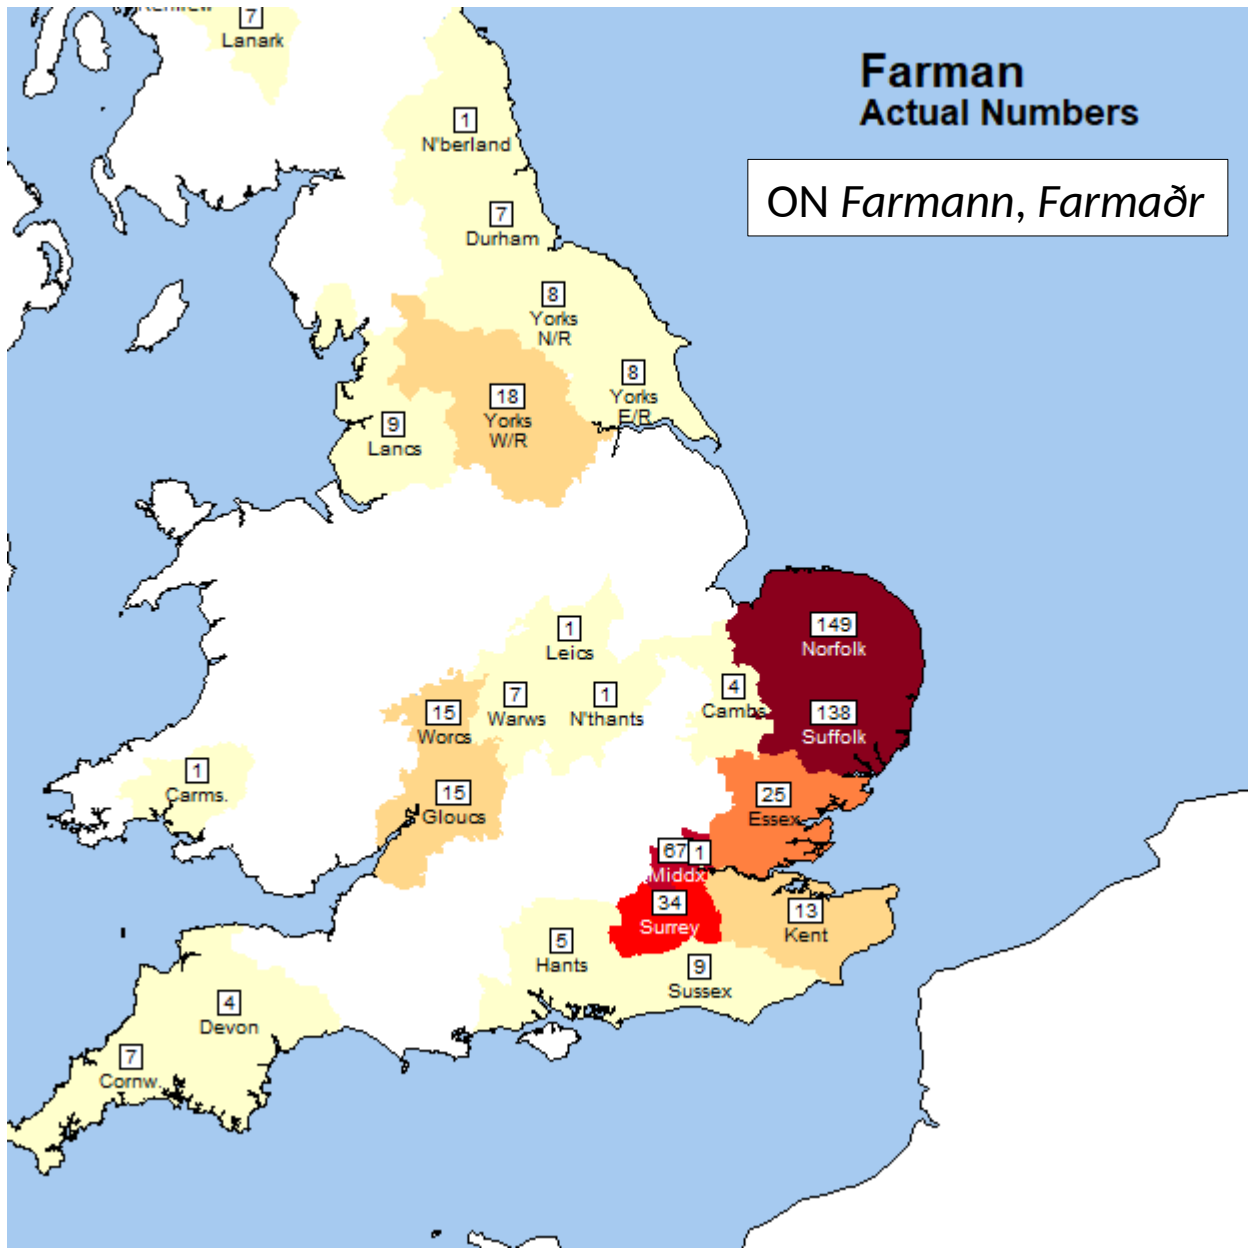 7
Lanark
Farman
Actual Numbers
1
N'berland
ON Farmann, Farmaðr
7
Durham
8
Yorks
N/R
8
Yorks
E/R
18
Yorks
W/R
9
Lancs
149
Norfolk
1
Leics
4
Cambs
7
Warws
1
N'thants
15
Worcs
138
Suffolk
1
Carms.
15
Gloucs
25
Essex
67
1
Middx
34
Surrey
13
Kent
5
Hants
9
Sussex
4
Devon
7
Cornw.